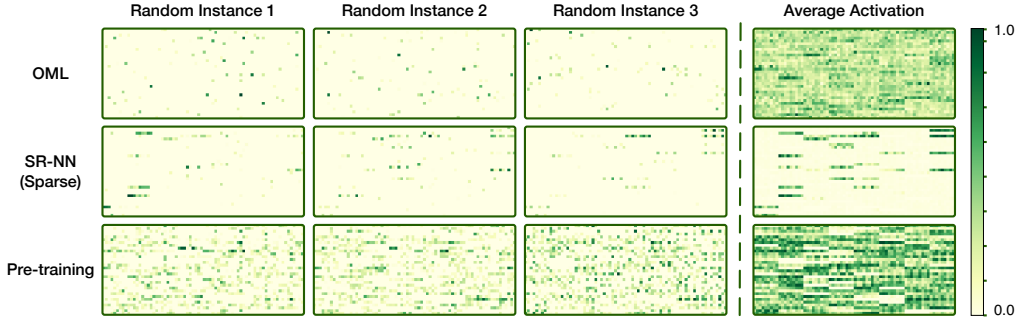 Random Instance 1
Random Instance 2
Random Instance 3
Average Activation
1.0
OML
SR-NN
(Sparse)
Pre-training
0.0